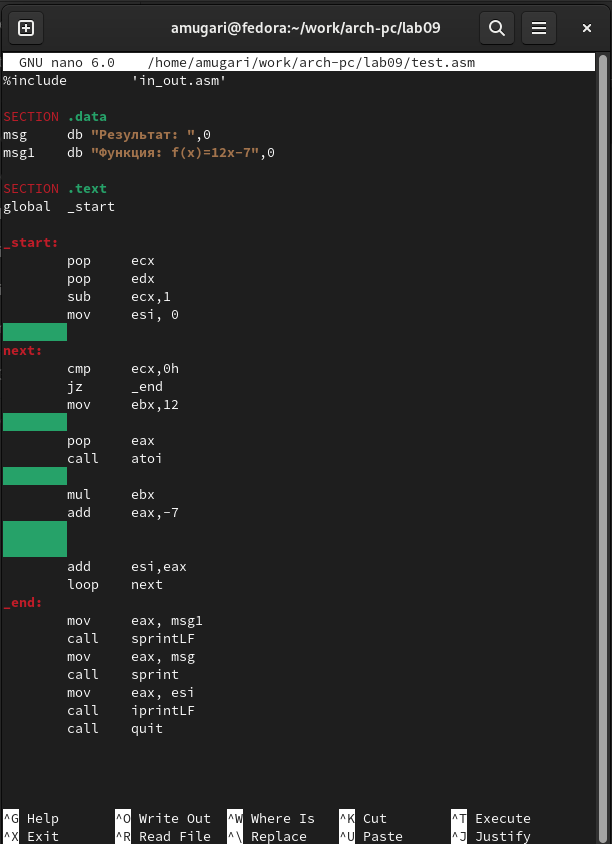 amugari@fedora:~/work/arch-pc/lab09
GNU nano 6.0    /home/amugari/work/arch-pc/lab09/test.asm
%include        'in_out.asm'
SECTION .data
msg     db "Результат: ",0
msg1    db "Функция: f(x)=12x-7",0
SECTION .text
global  _start
_start:
        pop     ecx
        pop     edx
        sub     ecx,1
        mov     esi, 0
next:
        cmp     ecx,0h
        jz      _end
        mov     ebx,12
        pop     eax
        call    atoi
        mul     ebx
        add     eax,-7
        add     esi,eax
        loop    next
_end:
        mov     eax, msg1
        call    sprintLF
        mov     eax, msg
        call    sprint
        mov     eax, esi
        call    iprintLF
        call    quit
^G Help       ^O Write Out  ^W Where Is   ^K Cut        ^T Execute
^X Exit       ^R Read File  ^\ Replace    ^U Paste      ^J Justify